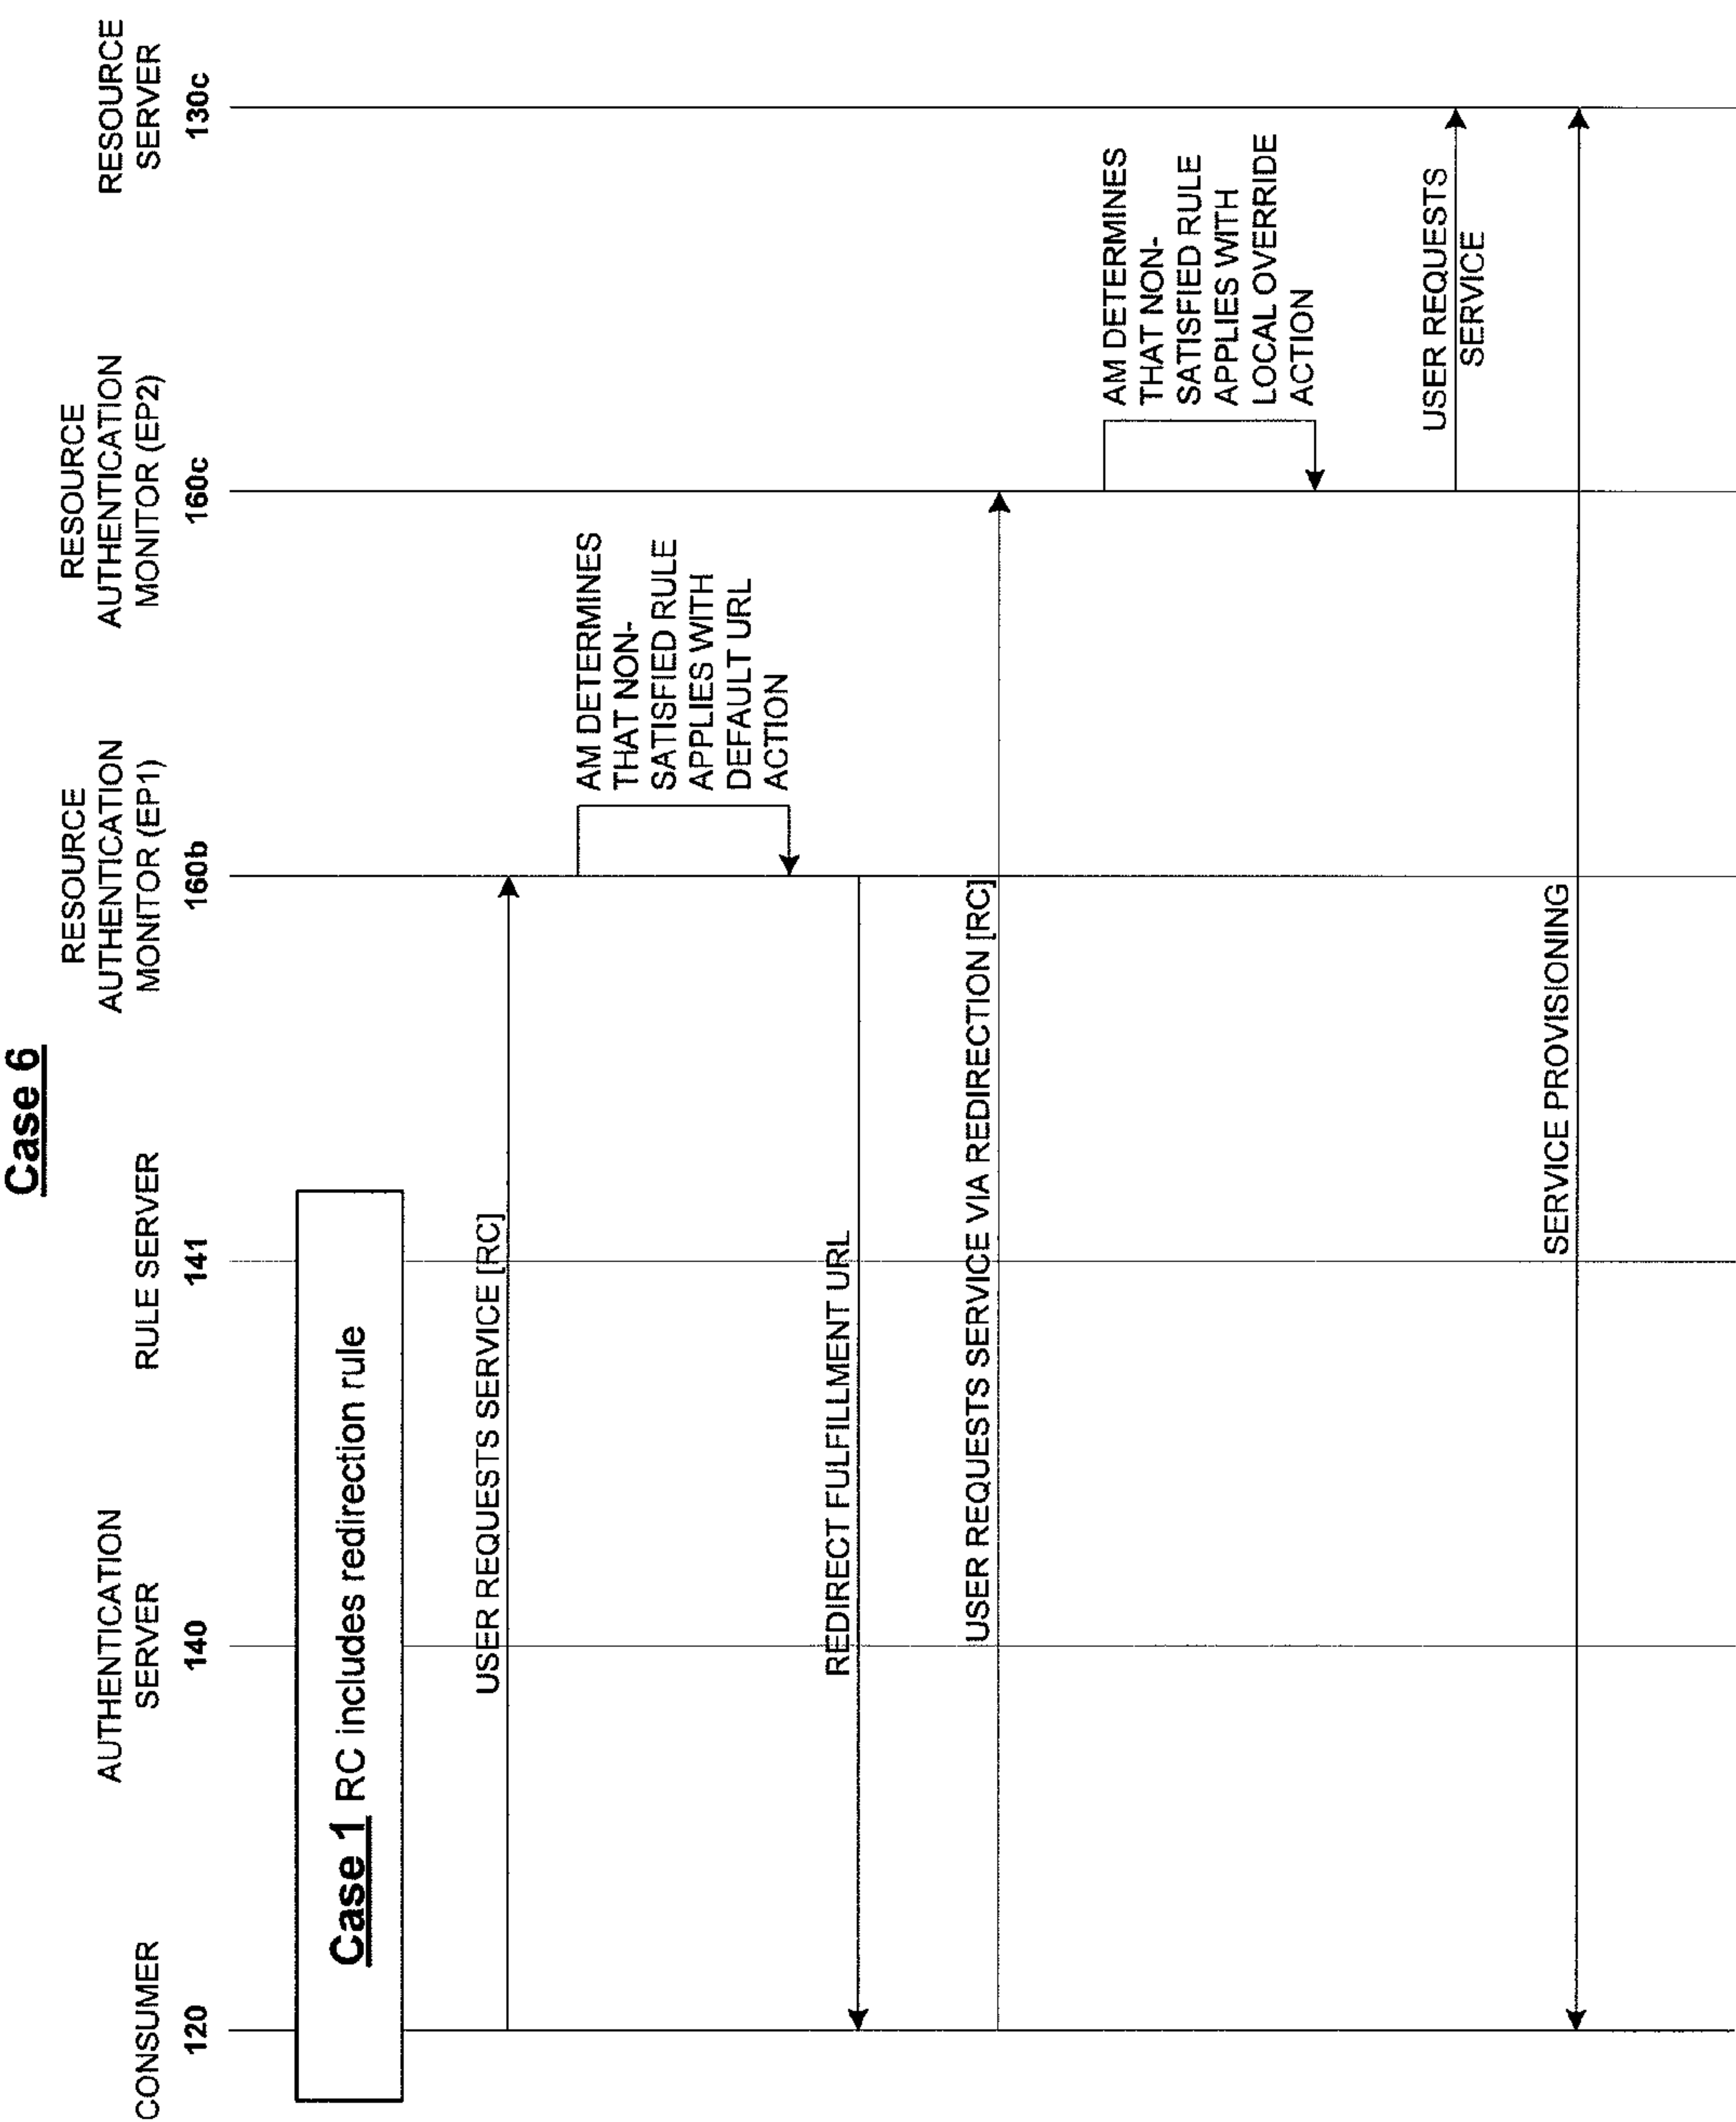 Case 6
CONSUMER
120
AUTHENTICATION
SERVER
140
RULE SERVER
141
RESOURCE
AUTHENTICATION
MONITOR (EP1)
160b
RESOURCE
AUTHENTICATION
MONITOR (EP2)
160c
RESOURCE
SERVER
130c
Case 1 RC includes redirection rule
USER REQUESTS SERVICE [RC]
AM DETERMINES
THAT NON-
SATISFIED RULE
APPLIES WITH
DEFAULT URL
ACTION
REDIRECT FULFILLMENT URL
USER REQUESTS SERVICE VIA REDIRECTION [RC]
AM DETERMINES
THAT NON-
SATISFIED RULE
APPLIES WITH
LOCAL OVERRIDE
ACTION
USER REQUESTS
SERVICE
SERVICE PROVISIONING